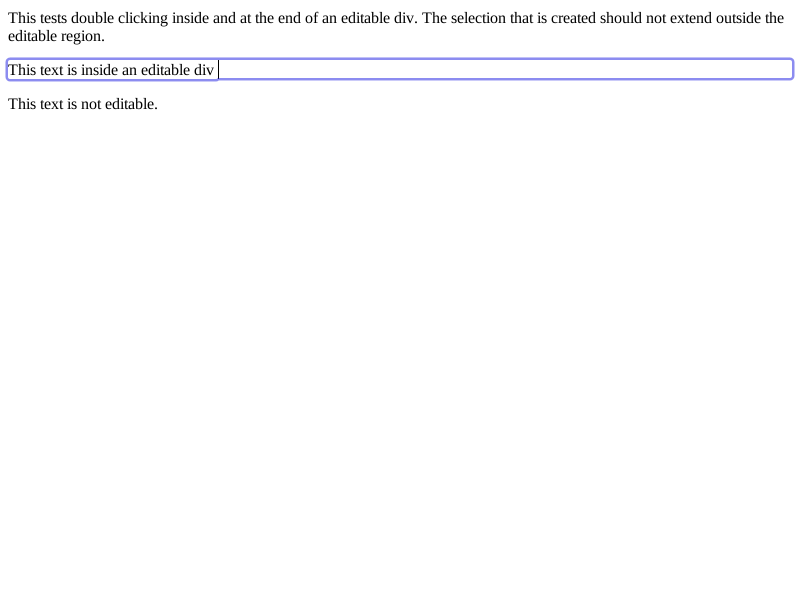 This tests double clicking inside and at the end of an editable div. The selection that is created should not extend outside the
editable region.
This text is inside an editable div
This text is not editable.